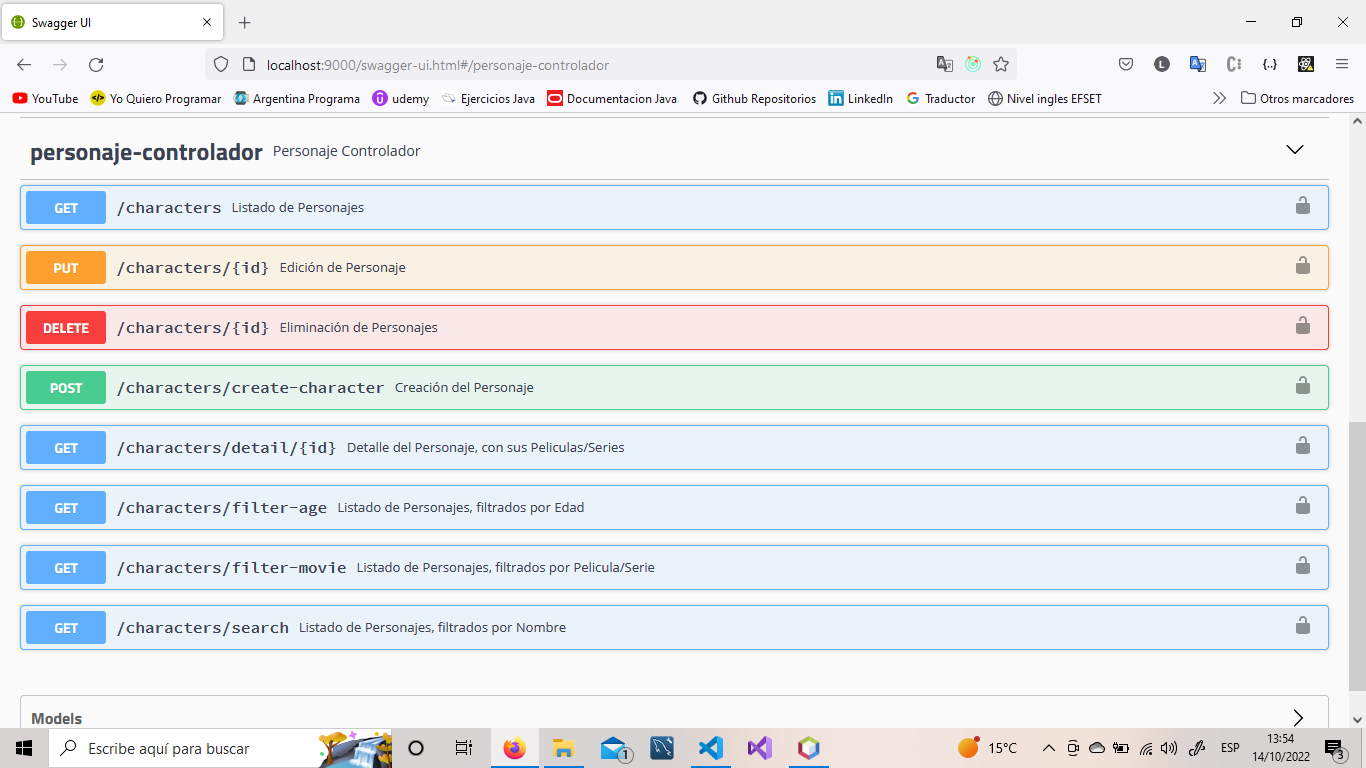 Swagger UI
localhost:9000/swagger-ui.html#/personaje-controlador
L
YouTube
Yo Quiero Programar
Argentina Programa
udemy
Ejercicios Java
Documentacion Java
Github Repositorios
LinkedIn
Traductor
Nivel ingles EFSET
Otros marcadores
personaje-controlador Personaje Controlador
GET /characters Listado de Personajes
PUT /characters/{id} Edición de Personaje
DELETE /characters/{id} Eliminación de Personajes
POST /characters/create-character Creación del Personaje
GET /characters/detail/{id} Detalle del Personaje, con sus Peliculas/Series
GET /characters/filter-age Listado de Personajes, filtrados por Edad
GET /characters/filter-movie Listado de Personajes, filtrados por Pelicula/Serie
GET /characters/search Listado de Personajes, filtrados por Nombre
Models
Escribe aquí para buscar
1
15°C
ESP
13:54
14/10/2022
3